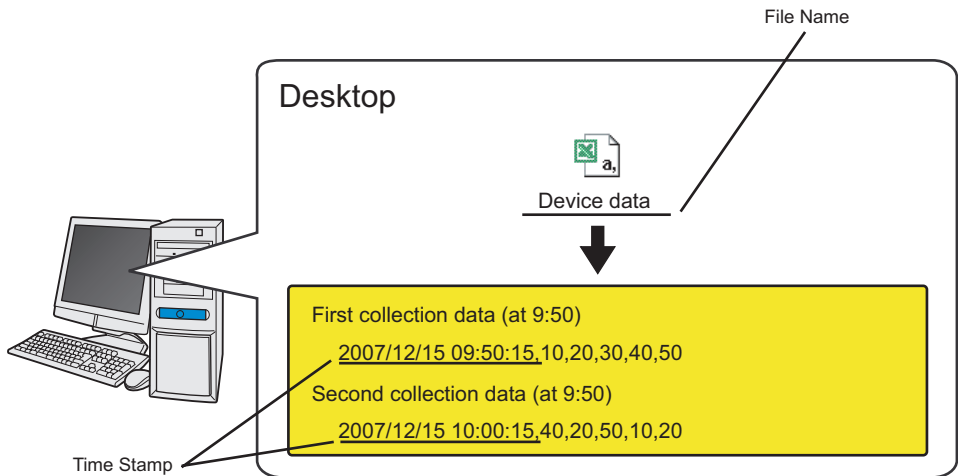 File Name
Desktop
a,
Device data
First collection data (at 9:50)
2007/12/15 09:50:15,10,20,30,40,50
Second collection data (at 9:50)
2007/12/15 10:00:15,40,20,50,10,20
Time Stamp